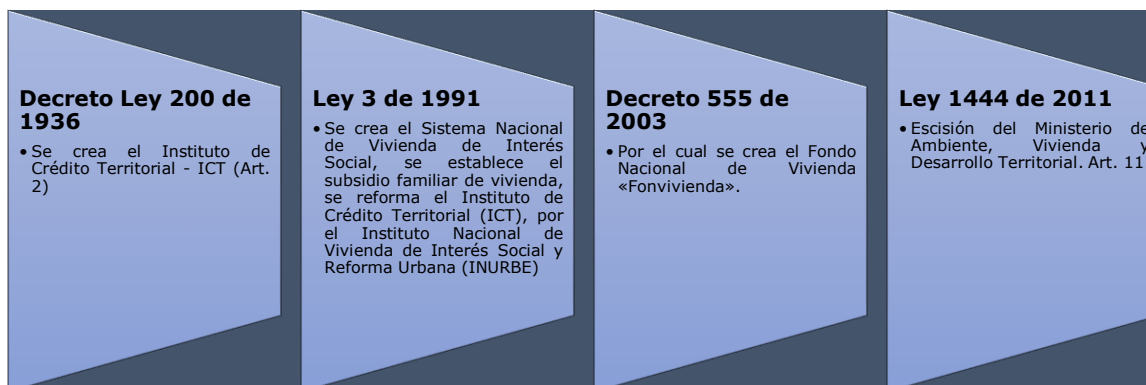 Decreto Ley 200 de
1936
• Se crea el Instituto de
Crédito Territorial - ICT (Art.
2)
Ley 3 de 1991
• Se crea el Sistema Nacional
de Vivienda de Interés
Social, se establece el
subsidio familiar de vivienda,
se reforma el Instituto de
Crédito Territorial (ICT), por
el Instituto Nacional de
Vivienda de Interés Social y
Reforma Urbana (INURBE)
Decreto 555 de
2003
• Por el cual se crea el Fondo
Nacional de Vivienda
«Fonvivienda».
Ley 1444 de 2011
• Escisión del Ministerio de
Ambiente, Vivienda y
Desarrollo Territorial. Art. 11